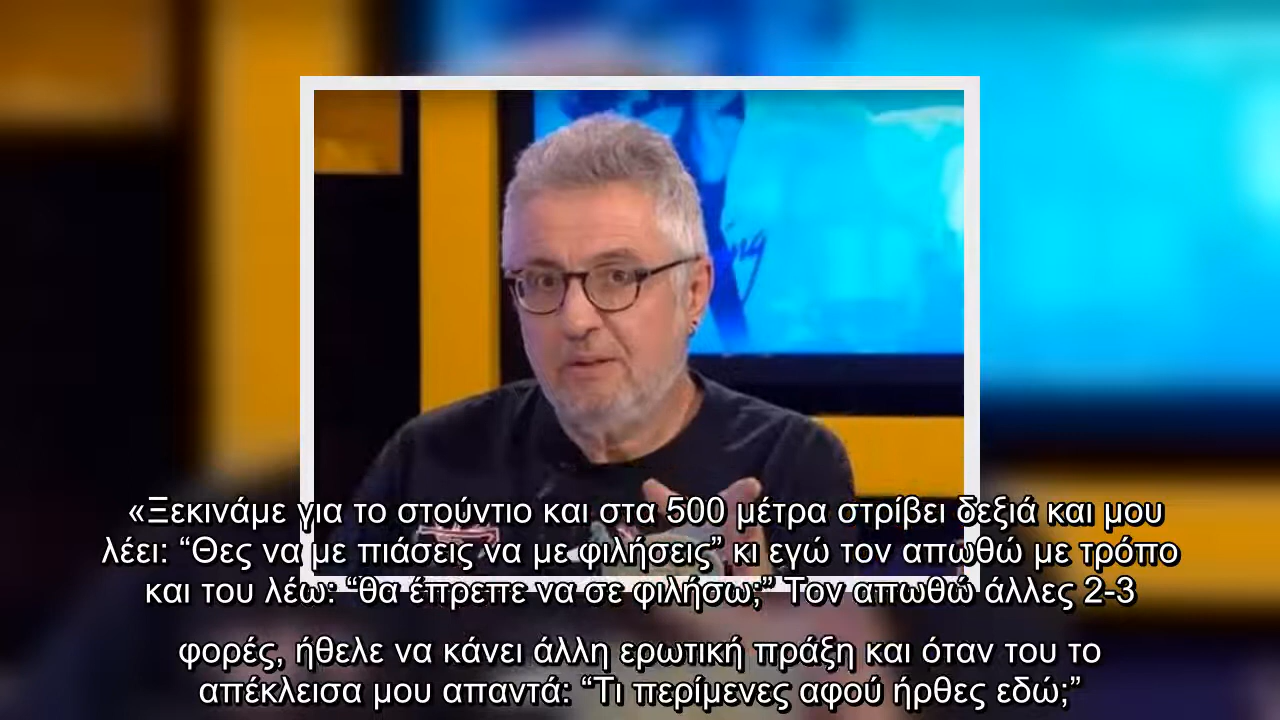 «Ξεκινάμε για το στούντιο και στα 500 μέτρα στρίβει δεξιά και μου
λέει: “Θες να με πιάσεις να με φιλήσεις” κι εγώ τον απωθώ με τρόπο
και του λέω: “θα έπρεπε να σε φιλήσω;” Τον απωθώ άλλες 2-3
φορές, ήθελε να κάνει άλλη ερωτική πράξη και όταν του το
απέκλεισα μου απαντά: “Τι περίμενες αφού ήρθες εδώ;”